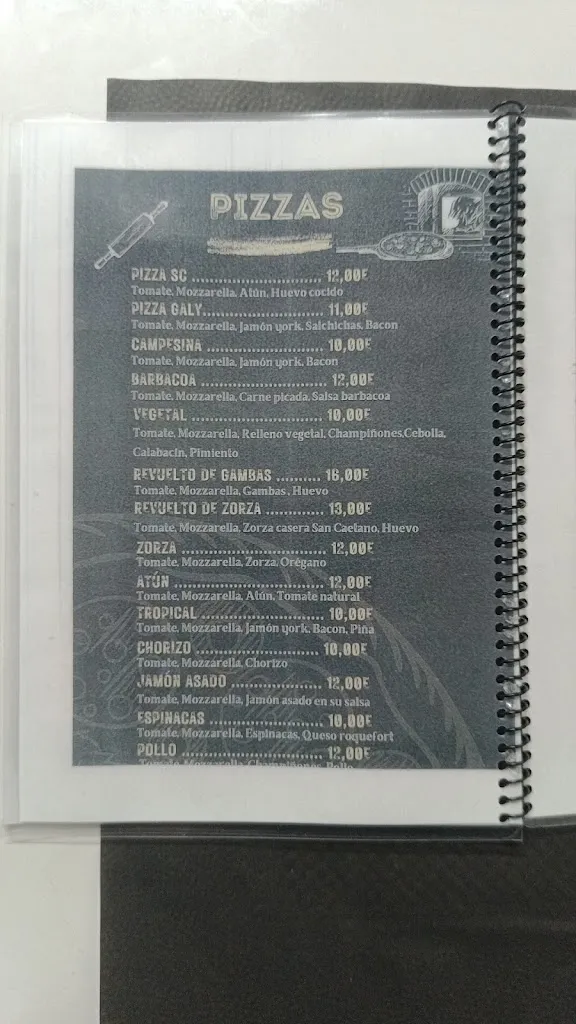 PIZZAS
PIZZA SC ................................ 12,00€
Tomate, Mozzarella, Atún, Huevo cocido
PIZZA GALY............................. 11,00€
Tomate, Mozzarella, Jamón york, Salchichas, Bacon
CAMPESINA ............................ 10,00€
Tomate, Mozzarella, Jamón york, Bacon
BARBACOA .............................. 12,00€
Tomate, Mozzarella, Carne picada, Salsa barbacoa
VEGETAL ................................. 10,00€
Tomate, Mozzarella, Relleno vegetal, Champiñones,Cebolla,
Calabacín, Pimiento
REVUELTO DE GAMBAS .......... 16,00€
Tomate, Mozzarella, Gambas , Huevo
REVUELTO DE ZORZA .............. 13,00€
Tomate, Mozzarella, Zorza casera San Caetano, Huevo
ZORZA ................................... 12,00€
Tomate, Mozzarella, Zorza, Orégano
ATÚN ..................................... 12,00€
Tomate, Mozzarella, Atún, Tomate natural
TROPICAL ............................... 10,00€
Tomate, Mozzarella, Jamón york, Bacon, Piña
CHORIZO ................................ 10,00€
Tomate, Mozzarella, Chorizo
JAMÓN ASADO ...................... 12,00€
Tomate, Mozzarella, Jamón asado en su salsa
ESPINACAS ............................. 10,00€
Tomate, Mozzarella, Espinacas, Queso roquefort
POLLO .................................... 12,00€
Tomate, Mozzarella, Champiñones, Pollo